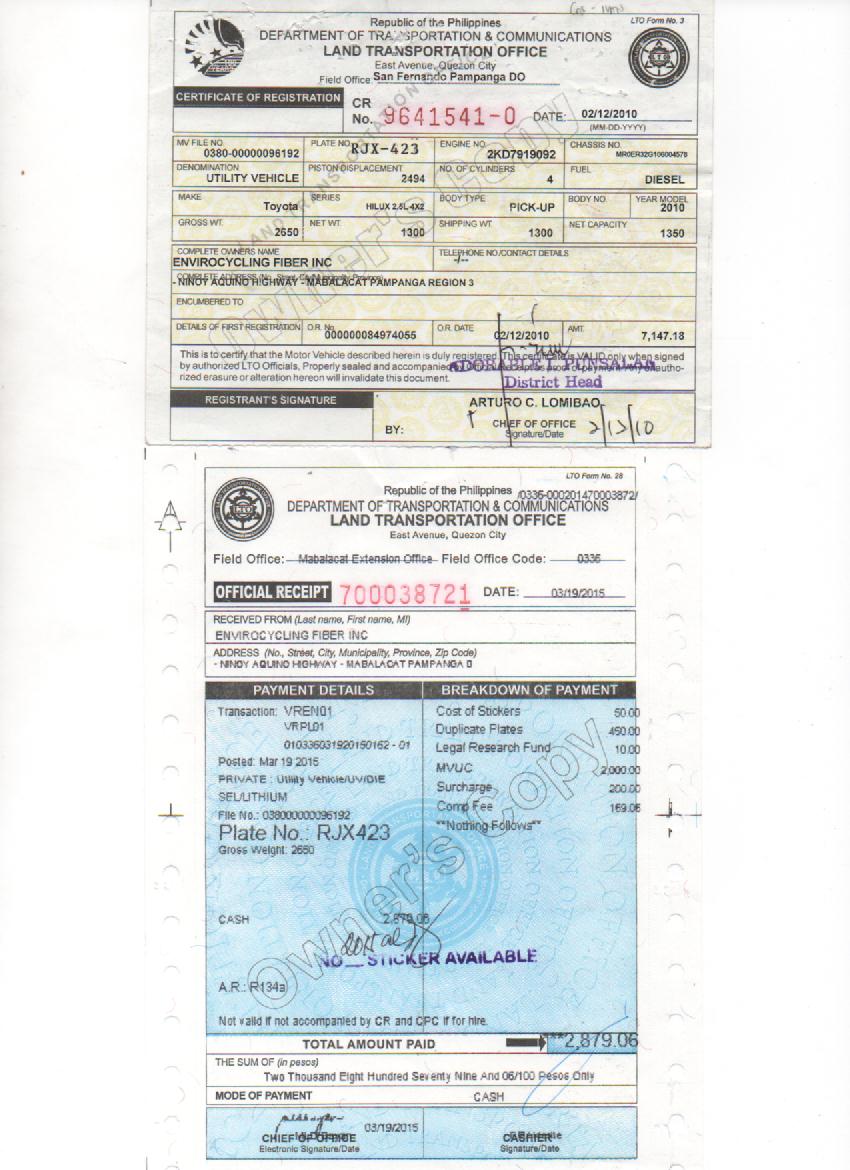 LTO Form No. 3
Republic of the Philippines
DEPARTMENT OF TRANSPORTATION & COMMUNICATIONS
LAND TRANSPORTATION OFFICE
East Avenue, Quezon City
Field Office: San Fernando Pampanga DO
CERTIFICATE OF REGISTRATION
CR No. 9641541-0 DATE: 02/12/2010
(MM-DD-YYYY)
MV FILE NO. PLATE NO. ENGINE NO. CHASSIS NO.
0380-00000096192 RJX-423 2KD7919092 MR0ER32G106004578
DENOMINATION PISTON DISPLACEMENT NO. OF CYLINDERS FUEL
UTILITY VEHICLE 2494 4 DIESEL
MAKE SERIES BODY TYPE BODY NO. YEAR MODEL
Toyota HILUX 2.5L 4X2 PICK-UP 2010
GROSS WT. NET WT. SHIPPING WT. NET CAPACITY
2650 1300 1300 1350
COMPLETE OWNERS NAME TELEPHONE NO./CONTACT DETAILS
ENVIROCYCLING FIBER INC -/--
COMPLETE ADDRESS (No., Street, City, Municipality, Province)
- NINOY AQUINO HIGHWAY - MABALACAT PAMPANGA REGION 3
ENCUMBERED TO
DETAILS OF FIRST REGISTRATION O.R. No. 000000084974055 O.R. DATE 02/12/2010 AMT. 7,147.18
This is to certify that the Motor Vehicle described herein is duly registered. This certificate is VALID only when signed
by authorized LTO Officials, Properly sealed and accompanied by Official Receipt as proof of payment. Any unautho-
rized erasure or alteration hereon will invalidate this document.
ADORABLE I. PUNSALAN
District Head
REGISTRANT'S SIGNATURE
ARTURO C. LOMIBAO
BY: CHIEF OF OFFICE 2/12/10
Signature/Date
Owner's Copy
LTO Form No. 28
Republic of the Philippines /0336-000201470003872/
DEPARTMENT OF TRANSPORTATION & COMMUNICATIONS
LAND TRANSPORTATION OFFICE
East Avenue, Quezon City
Field Office: Mabalacat Extension Office Field Office Code: 0336
OFFICIAL RECEIPT 700038721 DATE: 03/19/2015
RECEIVED FROM (Last name, First name, MI)
ENVIROCYCLING FIBER INC
ADDRESS (No., Street, City, Municipality, Province, Zip Code)
- NINOY AQUINO HIGHWAY - MABALACAT PAMPANGA 0
PAYMENT DETAILS BREAKDOWN OF PAYMENT
Transaction: VREN01 Cost of Stickers 50.00
VRPL01 Duplicate Plates 450.00
010336031920150162 - 01 Legal Research Fund 10.00
Posted: Mar 19 2015 MVUC 2,000.00
PRIVATE : Utility Vehicle/UV/DIE Surcharge 200.00
SEL/LITHIUM Comp Fee 169.06
File No.: 038000000096192 **Nothing Follows**
Plate No.: RJX423
Gross Weight: 2650
CASH 2,879.06
NO STICKER AVAILABLE
A.R.: R134a
Not valid if not accompanied by CR and CPC if for hire.
Owner's Copy
TOTAL AMOUNT PAID ***2,879.06
THE SUM OF (in pesos)
Two Thousand Eight Hundred Seventy Nine And 06/100 Pesos Only
MODE OF PAYMENT CASH
03/19/2015
CHIEF OF OFFICE CASHIER
Electronic Signature/Date Signature/Date